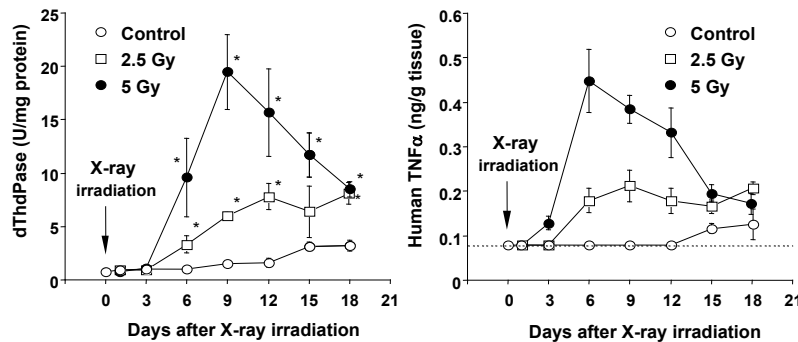 dThdPase (U/mg protein)
25
20
15
10
5
0
Control
2.5 Gy
5 Gy
X-ray
irradiation
*
*
*
*
*
*
*
*
*
0
3
6
9
12
15
18
21
Days after X-ray irradiation
Human TNFα (ng/g tissue)
0.6
0.5
0.4
0.3
0.2
0.1
0.0
Control
2.5 Gy
5 Gy
X-ray
irradiation
0
3
6
9
12
15
18
21
Days after X-ray irradiation